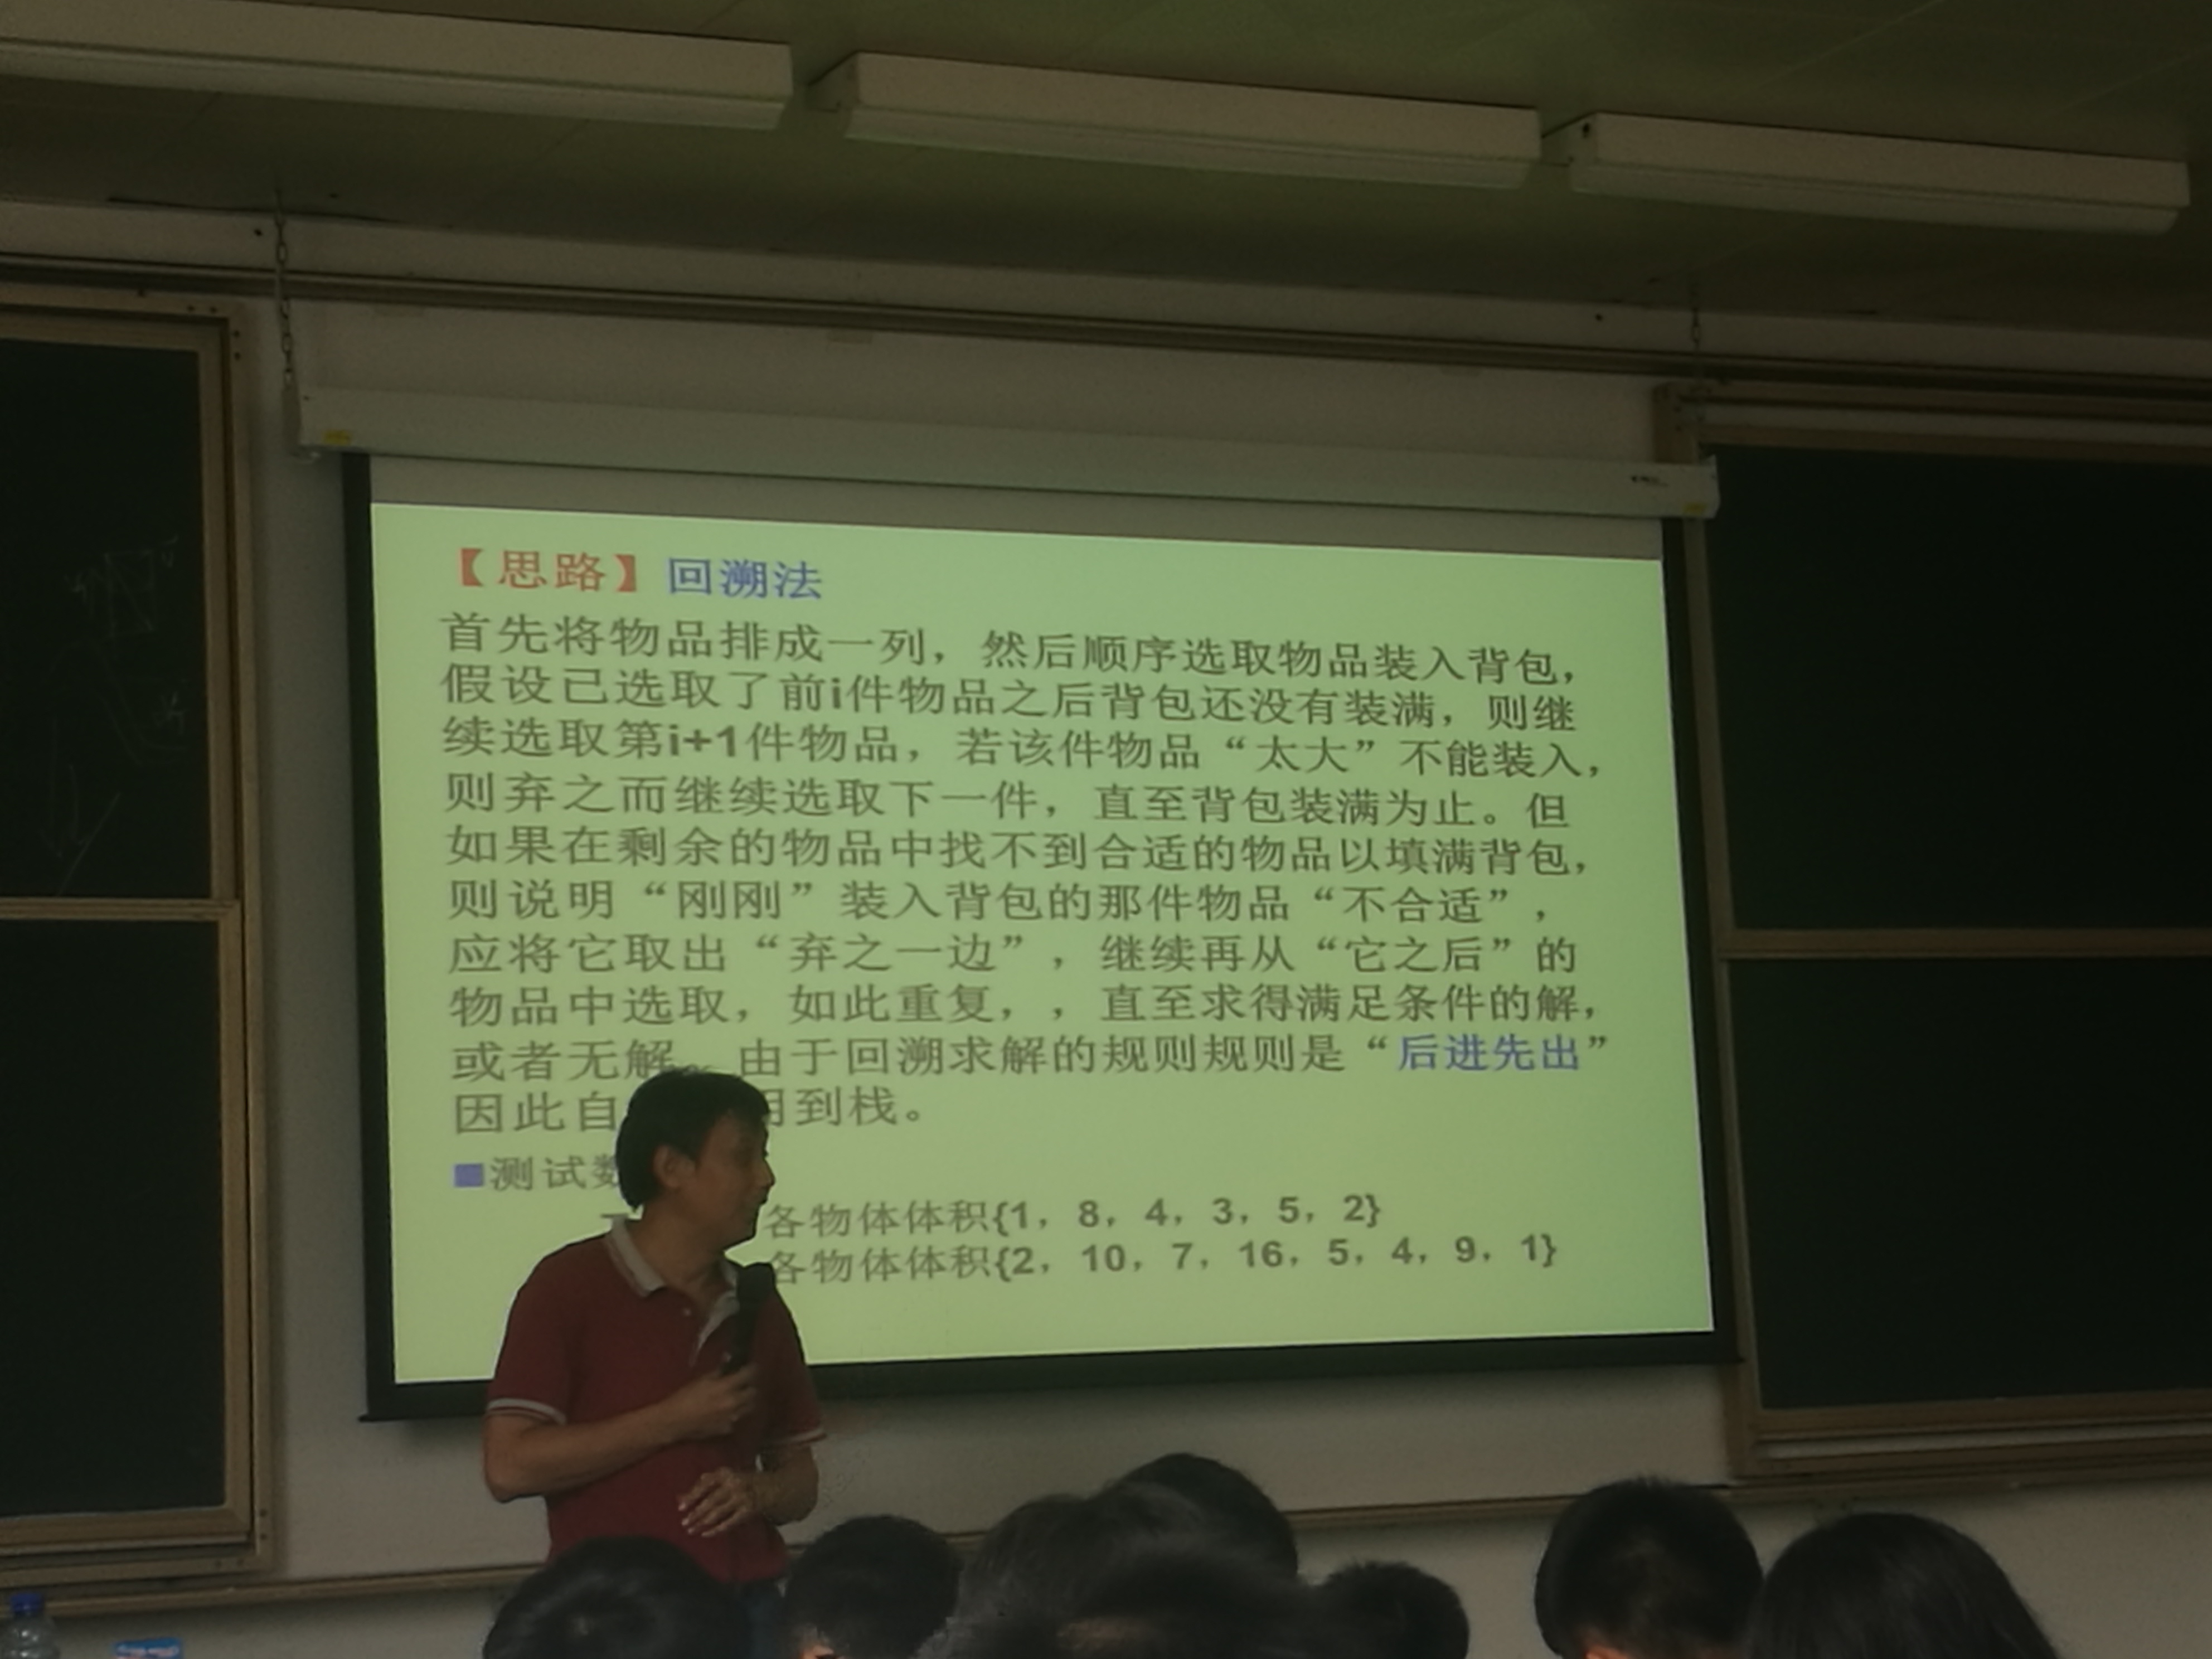 【思路】回溯法
首先将物品排成一列，然后顺序选取物品装入背包，
假设已选取了前i件物品之后背包还没有装满，则继
续选取第i+1件物品，若该件物品“太大”不能装入，
则弃之而继续选取下一件，直至背包装满为止。但
如果在剩余的物品中找不到合适的物品以填满背包，
则说明“刚刚”装入背包的那件物品“不合适”，
应将它取出“弃之一边”，继续再从“它之后”的
物品中选取，如此重复，，直至求得满足条件的解，
或者无解。由于回溯求解的规则规则是“后进先出”
因此自 用到栈。
■测试数
各物体体积{1，8，4，3，5，2}
各物体体积{2，10，7，16，5，4，9，1}